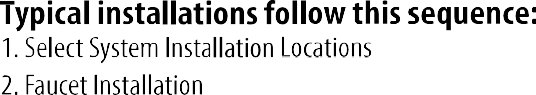 Typical installations follow this sequence:
1. Select System Installation Locations
2. Faucet Installation